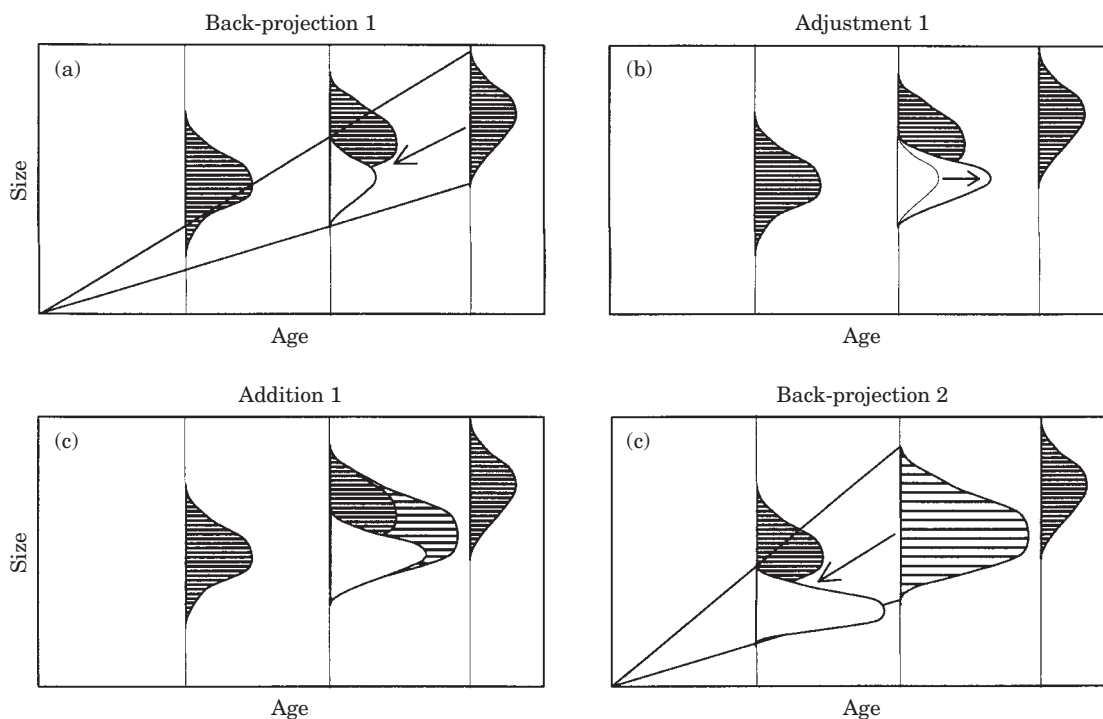 Back-projection 1
(a)
Size
Age
Adjustment 1
(b)
Age
Addition 1
(c)
Size
Age
Back-projection 2
(c)
Age